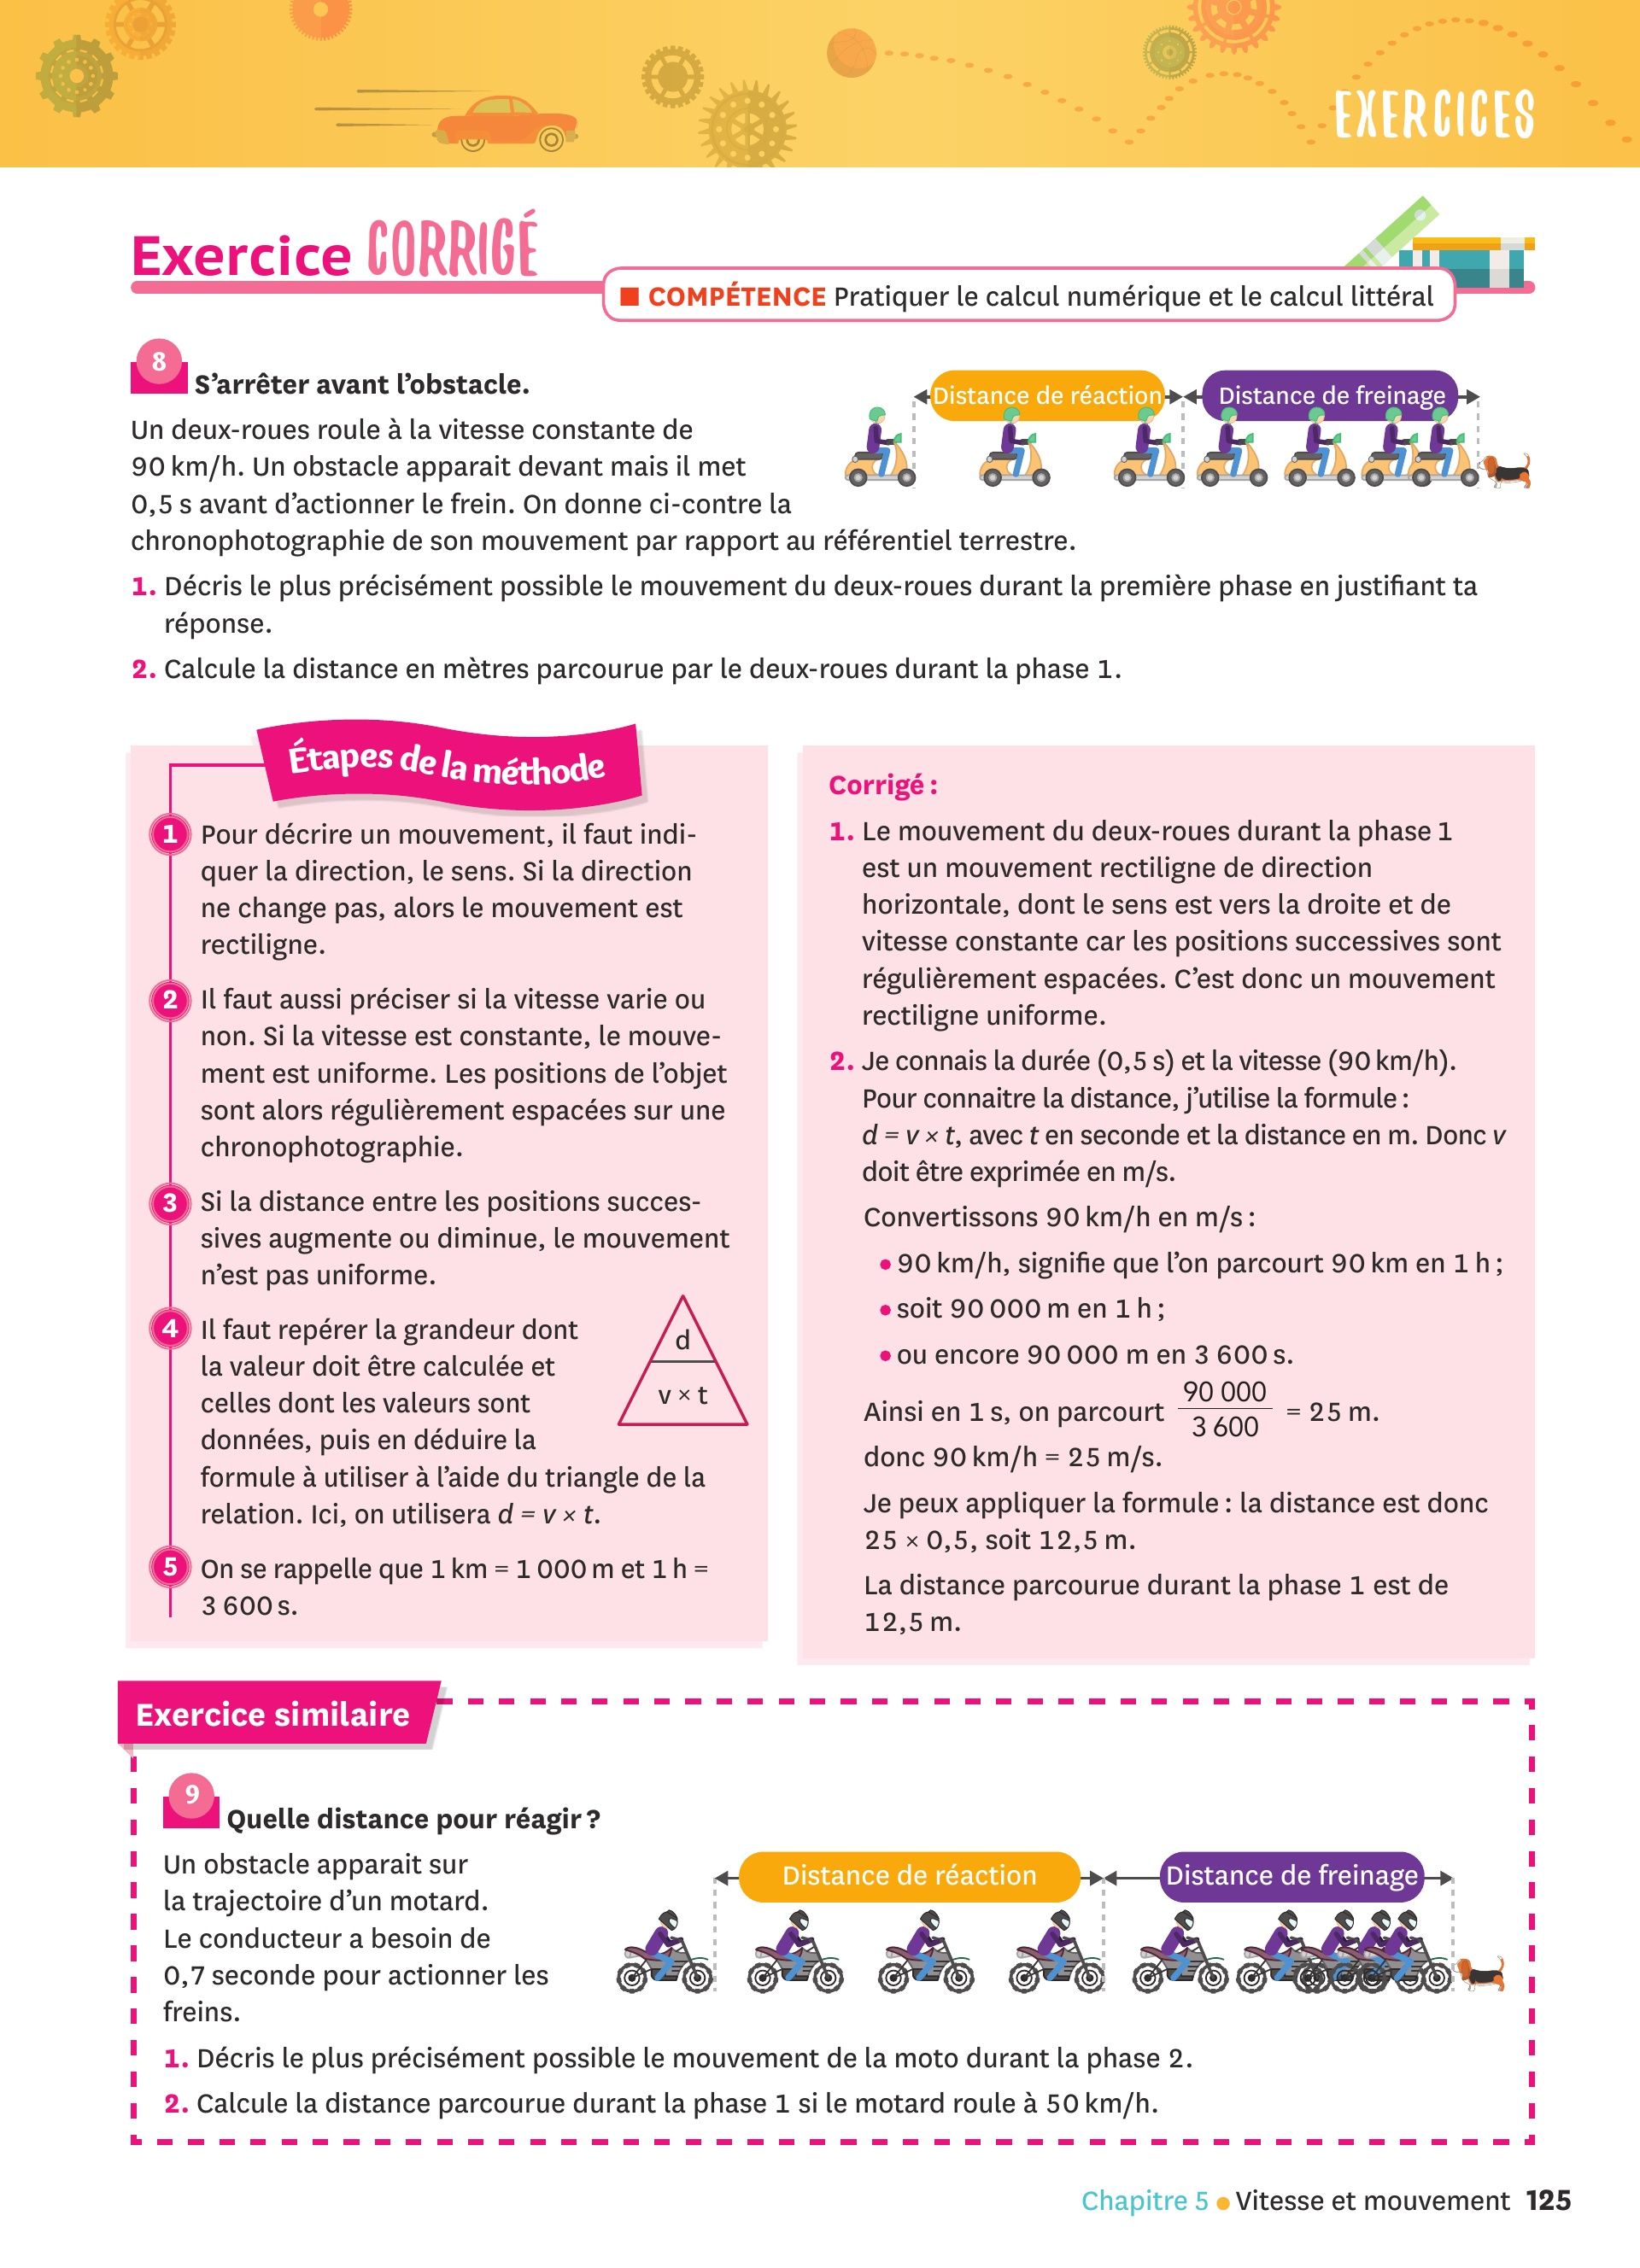 EXERCICES
Exercice CORRIGÉ
COMPÉTENCE Pratiquer le calcul numérique et le calcul littéral
8
S'arrêter avant l'obstacle.
Distance de réaction
Distance de freinage
Un deux-roues roule à la vitesse constante de
90 km/h. Un obstacle apparait devant mais il met
0,5 s avant d'actionner le frein. On donne ci-contre la
chronophotographie de son mouvement par rapport au référentiel terrestre.
1. Décris le plus précisément possible le mouvement du deux-roues durant la première phase en justifiant ta
réponse.
2. Calcule la distance en mètres parcourue par le deux-roues durant la phase 1.
Étapes de la méthode
1 Pour décrire un mouvement, il faut indi-
quer la direction, le sens. Si la direction
ne change pas, alors le mouvement est
rectiligne.
2 Il faut aussi préciser si la vitesse varie ou
non. Si la vitesse est constante, le mouve-
ment est uniforme. Les positions de l'objet
sont alors régulièrement espacées sur une
chronophotographie.
3 Si la distance entre les positions succes-
sives augmente ou diminue, le mouvement
n'est pas uniforme.
4 Il faut repérer la grandeur dont
la valeur doit être calculée et
celles dont les valeurs sont
données, puis en déduire la
formule à utiliser à l'aide du triangle de la
relation. Ici, on utilisera d = v × t.
d
v × t
5 On se rappelle que 1 km = 1 000 m et 1 h =
3 600 s.
Corrigé :
1. Le mouvement du deux-roues durant la phase 1
est un mouvement rectiligne de direction
horizontale, dont le sens est vers la droite et de
vitesse constante car les positions successives sont
régulièrement espacées. C'est donc un mouvement
rectiligne uniforme.
2. Je connais la durée (0,5 s) et la vitesse (90 km/h).
Pour connaitre la distance, j'utilise la formule :
d = v × t, avec t en seconde et la distance en m. Donc v
doit être exprimée en m/s.
Convertissons 90 km/h en m/s :
• 90 km/h, signifie que l'on parcourt 90 km en 1 h ;
• soit 90 000 m en 1 h ;
• ou encore 90 000 m en 3 600 s.
Ainsi en 1 s, on parcourt 90 000 / 3 600 = 25 m.
donc 90 km/h = 25 m/s.
Je peux appliquer la formule : la distance est donc
25 × 0,5, soit 12,5 m.
La distance parcourue durant la phase 1 est de
12,5 m.
Exercice similaire
9
Quelle distance pour réagir ?
Distance de réaction
Distance de freinage
Un obstacle apparait sur
la trajectoire d'un motard.
Le conducteur a besoin de
0,7 seconde pour actionner les
freins.
1. Décris le plus précisément possible le mouvement de la moto durant la phase 2.
2. Calcule la distance parcourue durant la phase 1 si le motard roule à 50 km/h.
Chapitre 5 • Vitesse et mouvement 125